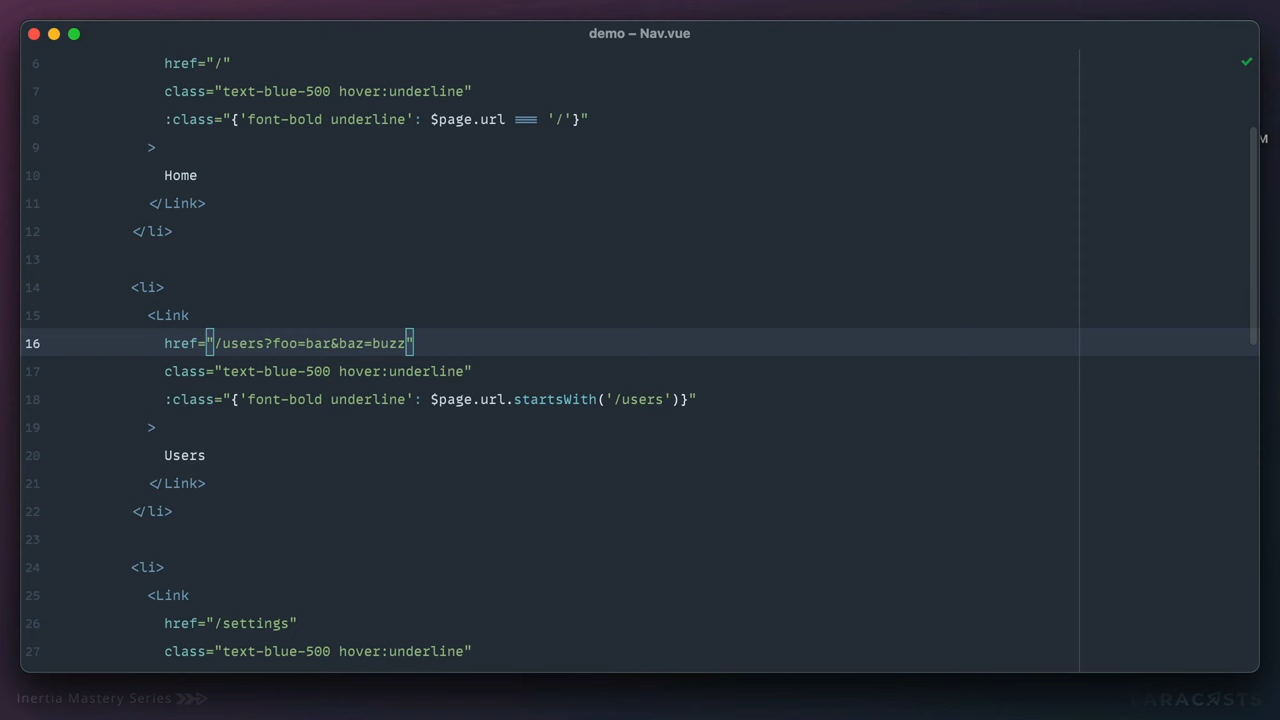 demo – Nav.vue
6 href="/"
7 class="text-blue-500 hover:underline"
8 :class="{'font-bold underline': $page.url === '/'}"
9 >
10 Home
11 </Link>
12 </li>
13
14 <li>
15 <Link
16 href="/users?foo=bar&baz=buzz"
17 class="text-blue-500 hover:underline"
18 :class="{'font-bold underline': $page.url.startsWith('/users')}"
19 >
20 Users
21 </Link>
22 </li>
23
24 <li>
25 <Link
26 href="/settings"
27 class="text-blue-500 hover:underline"
M
Inertia Mastery Series
LARACASTS